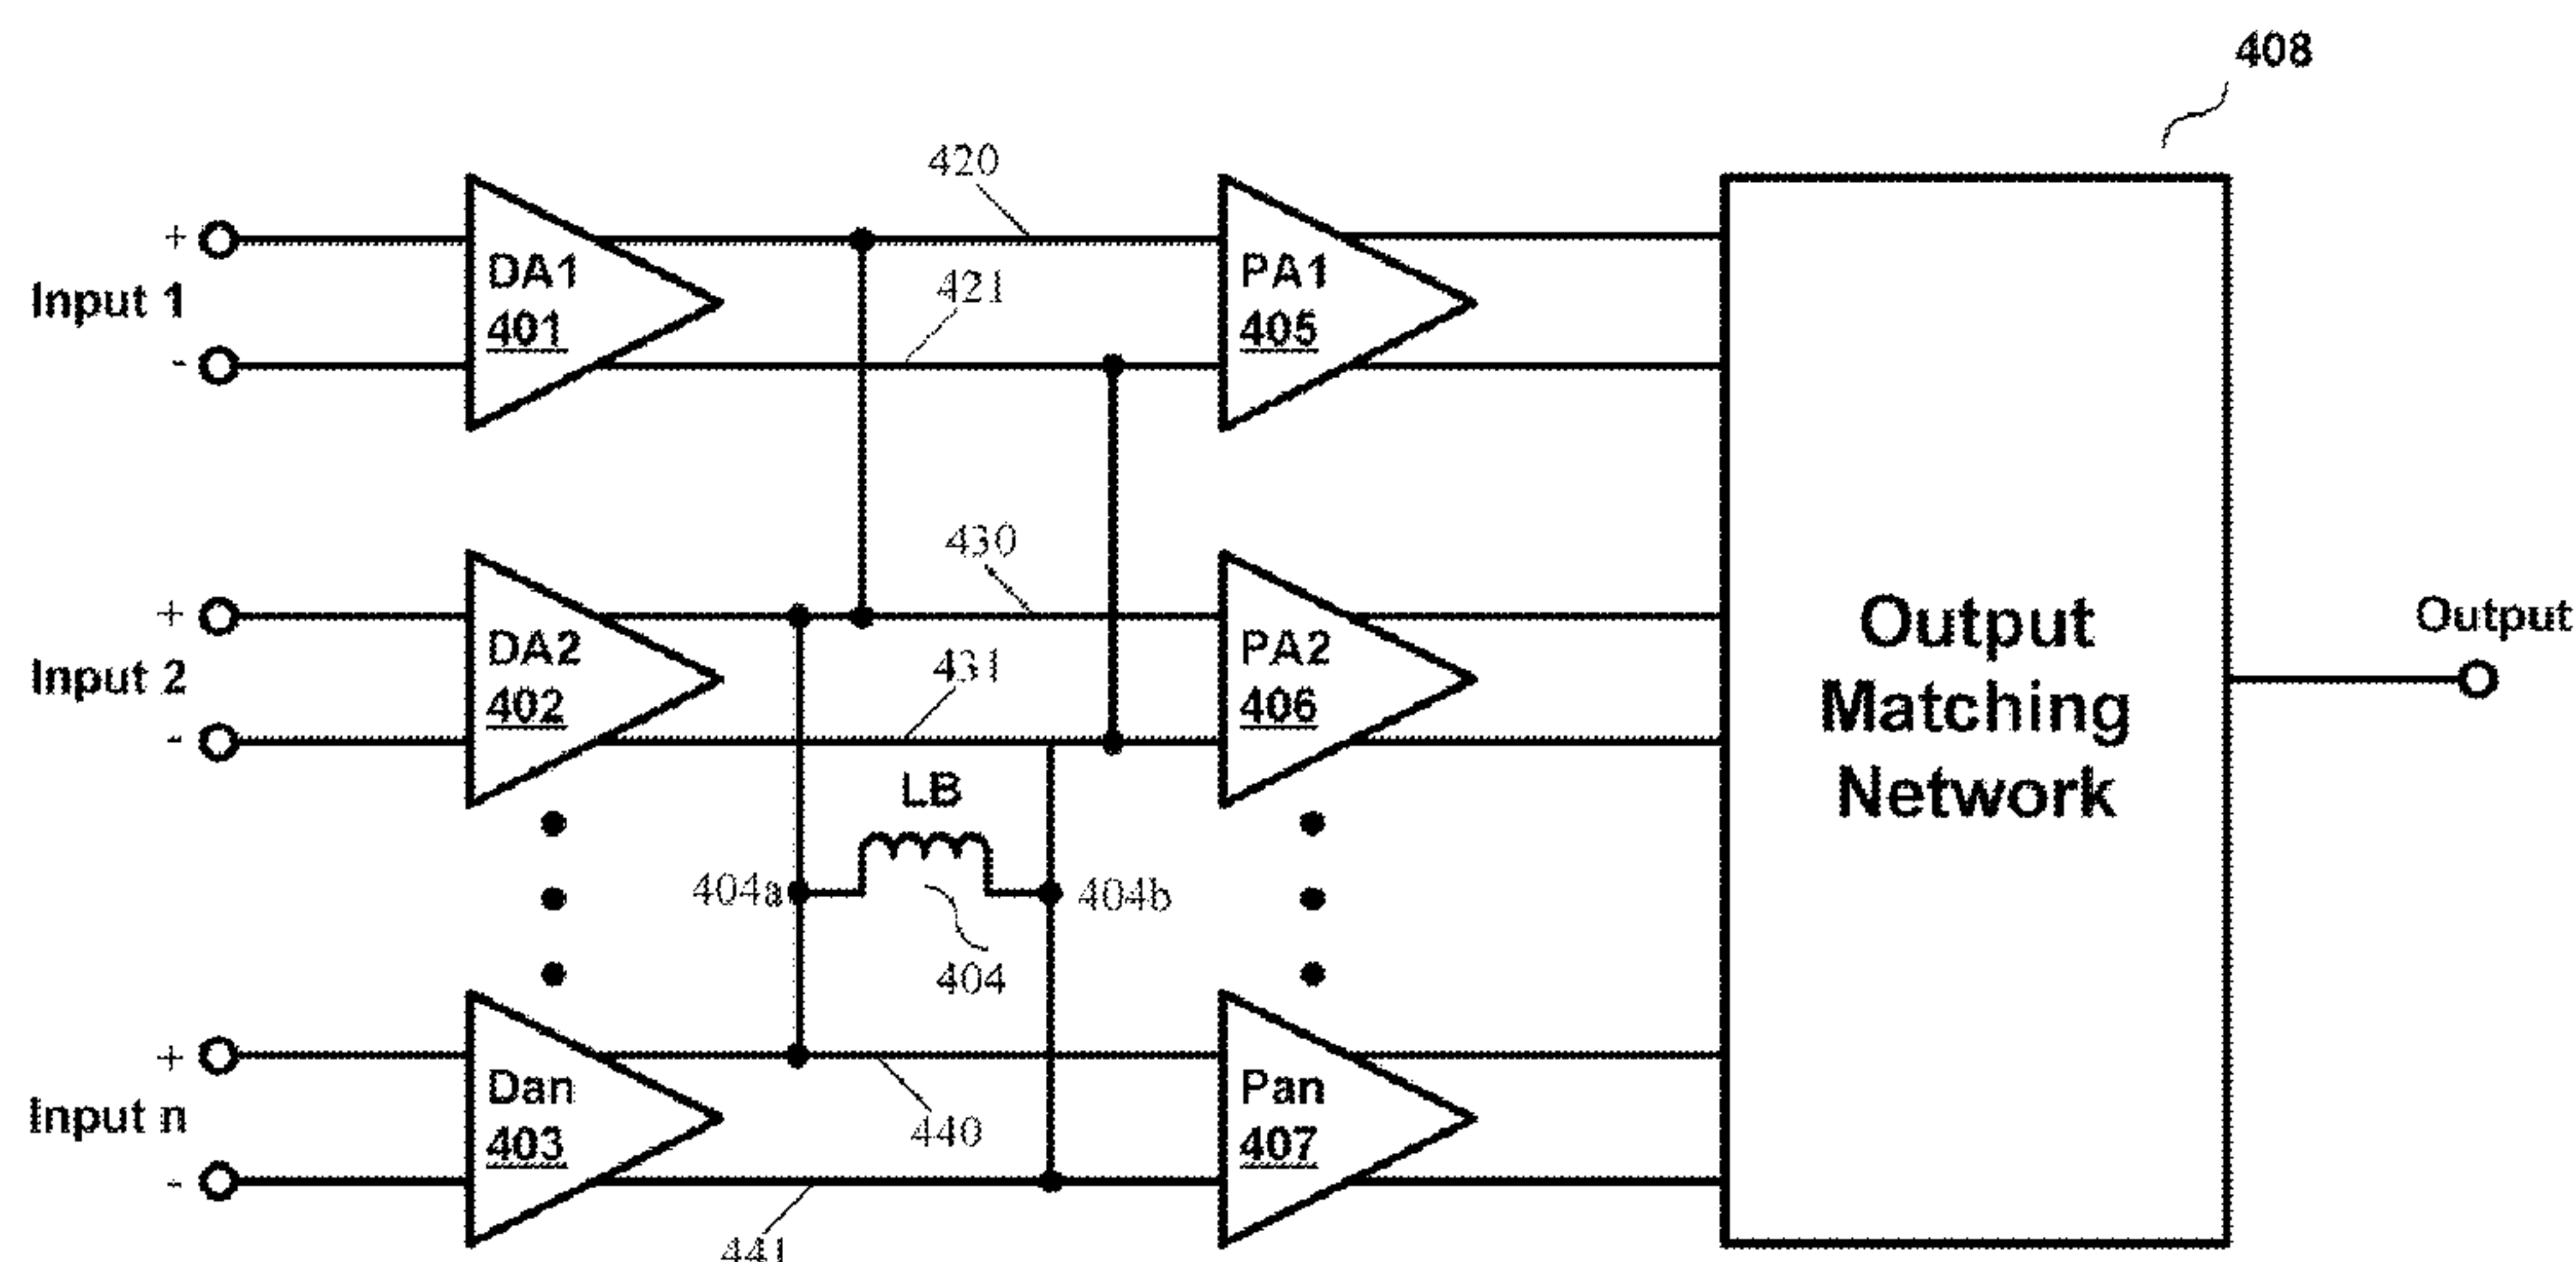 408
420
+
DA1
401
PA1
405
421
Input 1
-
430
+
DA2
402
PA2
406
431
Input 2
-
Output
Matching
Network
Output
LB
404a
404b
404
+
Dan
403
Pan
407
440
Input n
-
441